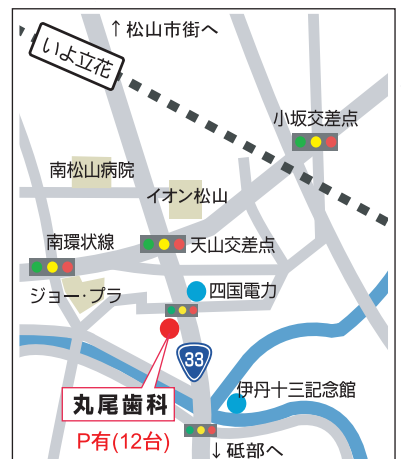 ↑松山市街へ
いよ立花
小坂交差点
南松山病院
イオン松山
南環状線
天山交差点
ジョー・プラ
四国電力
33
丸尾歯科
伊丹十三記念館
P有(12台)
↓砥部へ